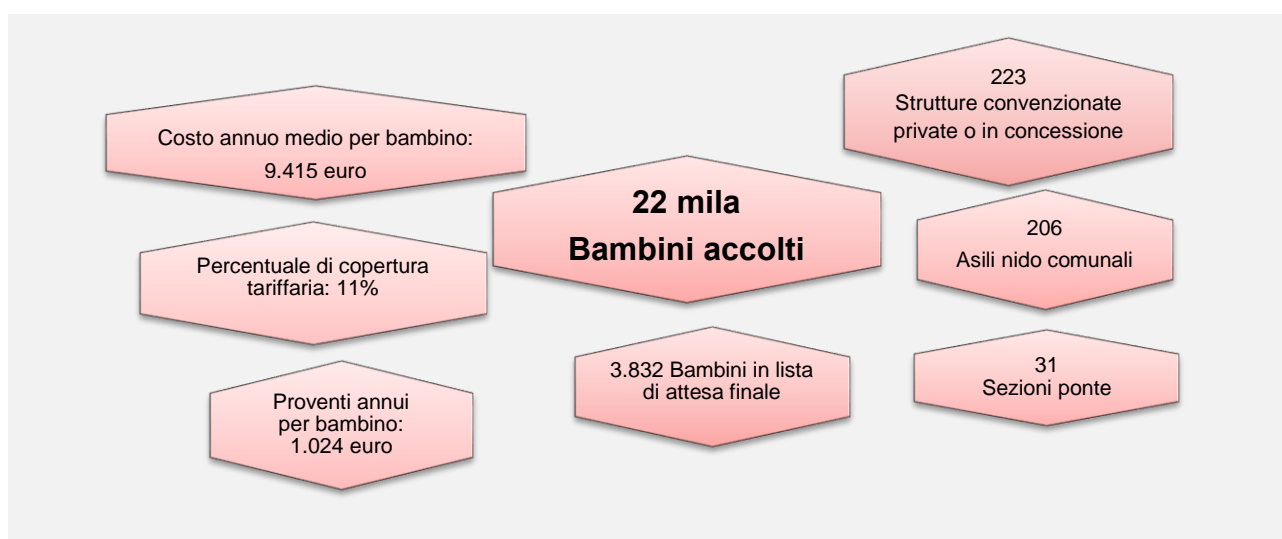 Costo annuo medio per bambino:
9.415 euro
Percentuale di copertura
tariffaria: 11%
Proventi annui
per bambino:
1.024 euro
22 mila
Bambini accolti
3.832 Bambini in lista
di attesa finale
223
Strutture convenzionate
private o in concessione
206
Asili nido comunali
31
Sezioni ponte